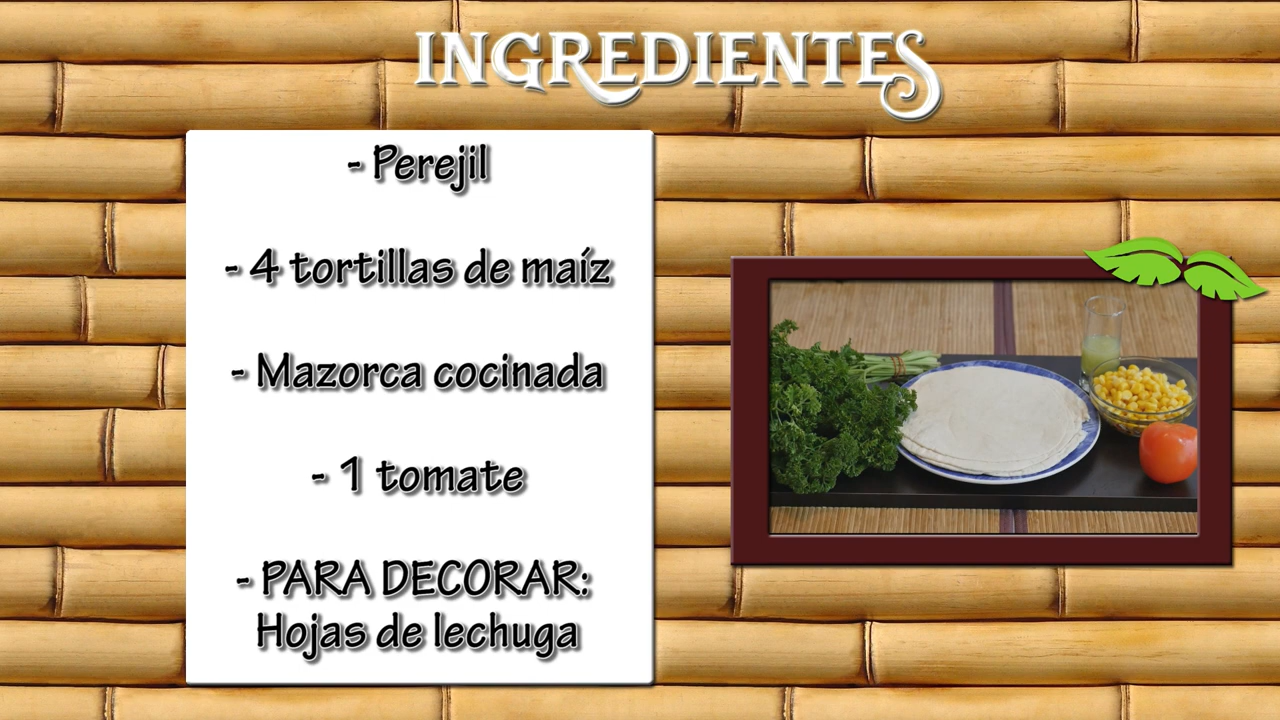 INGREDIENTES
- Perejil
- 4 tortillas de maíz
- Mazorca cocinada
- 1 tomate
- PARA DECORAR:
Hojas de lechuga